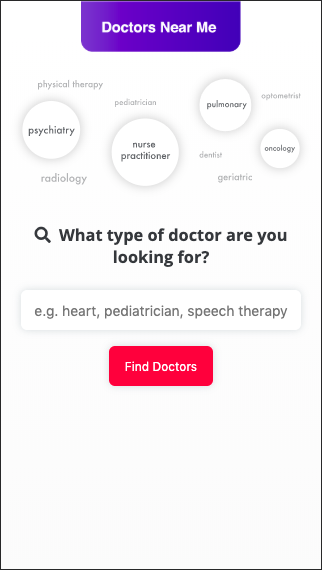 Doctors Near Me
physical therapy
pediatrician
pulmonary
optometrist
psychiatry
nurse
practitioner
oncology
dentist
radiology
geriatric
What type of doctor are you
looking for?
e.g. heart, pediatrician, speech therapy
Find Doctors